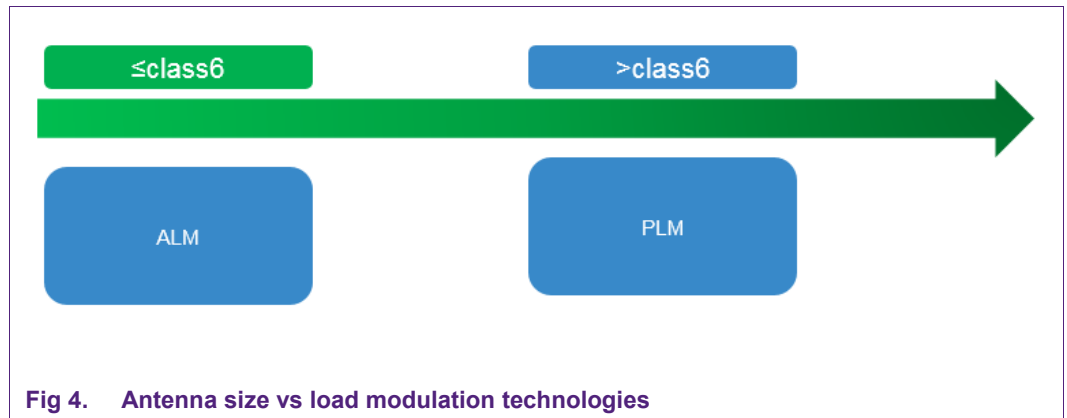 ≤class6
>class6
ALM
PLM
Fig 4. Antenna size vs load modulation technologies